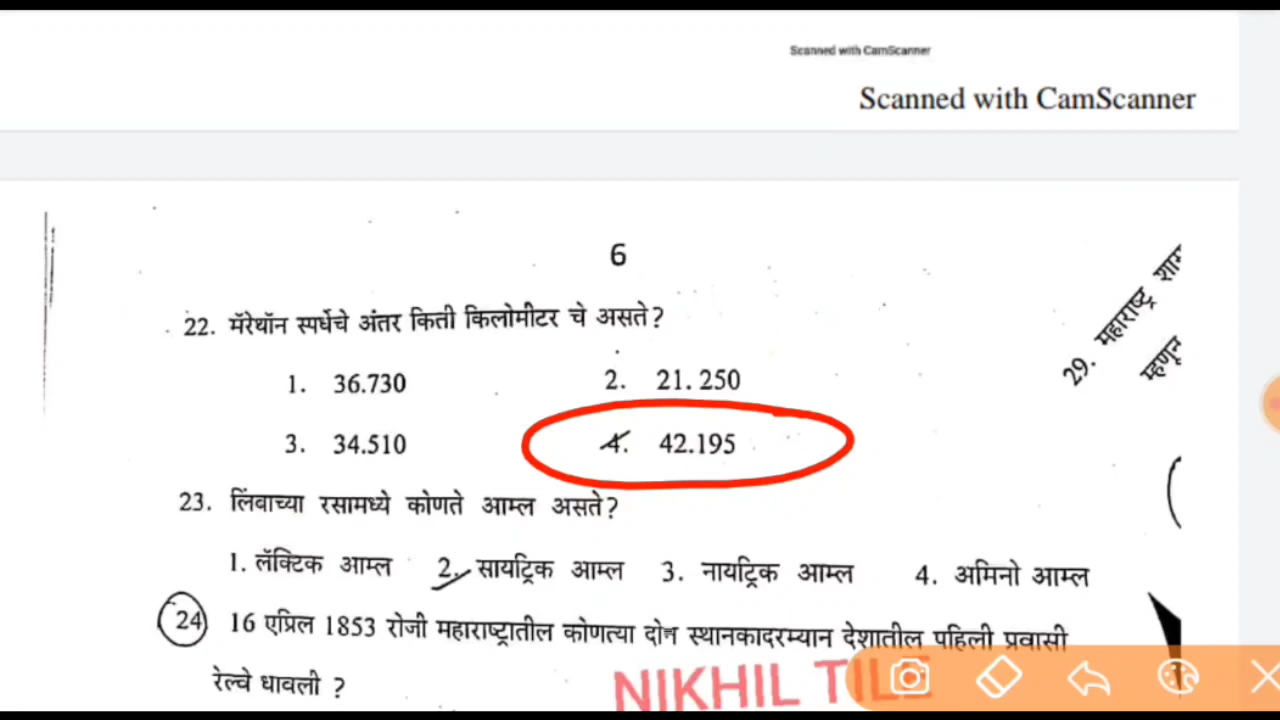 Scanned with CamScanner
Scanned with CamScanner
6
22. मॅरेथॉन स्पर्धेचे अंतर किती किलोमीटर चे असते?
1. 36.730 2. 21.250
3. 34.510 4. 42.195
23. लिंबाच्या रसामध्ये कोणते आम्ल असते?
1. लॅक्टिक आम्ल 2. सायट्रिक आम्ल 3. नायट्रिक आम्ल 4. अमिनो आम्ल
24 16 एप्रिल 1853 रोजी महाराष्ट्रातील कोणत्या दोन स्थानकादरम्यान देशातील पहिली प्रवासी
रेल्वे धावली ?
29. महाराष्ट्र
म्हणून
NIKHIL